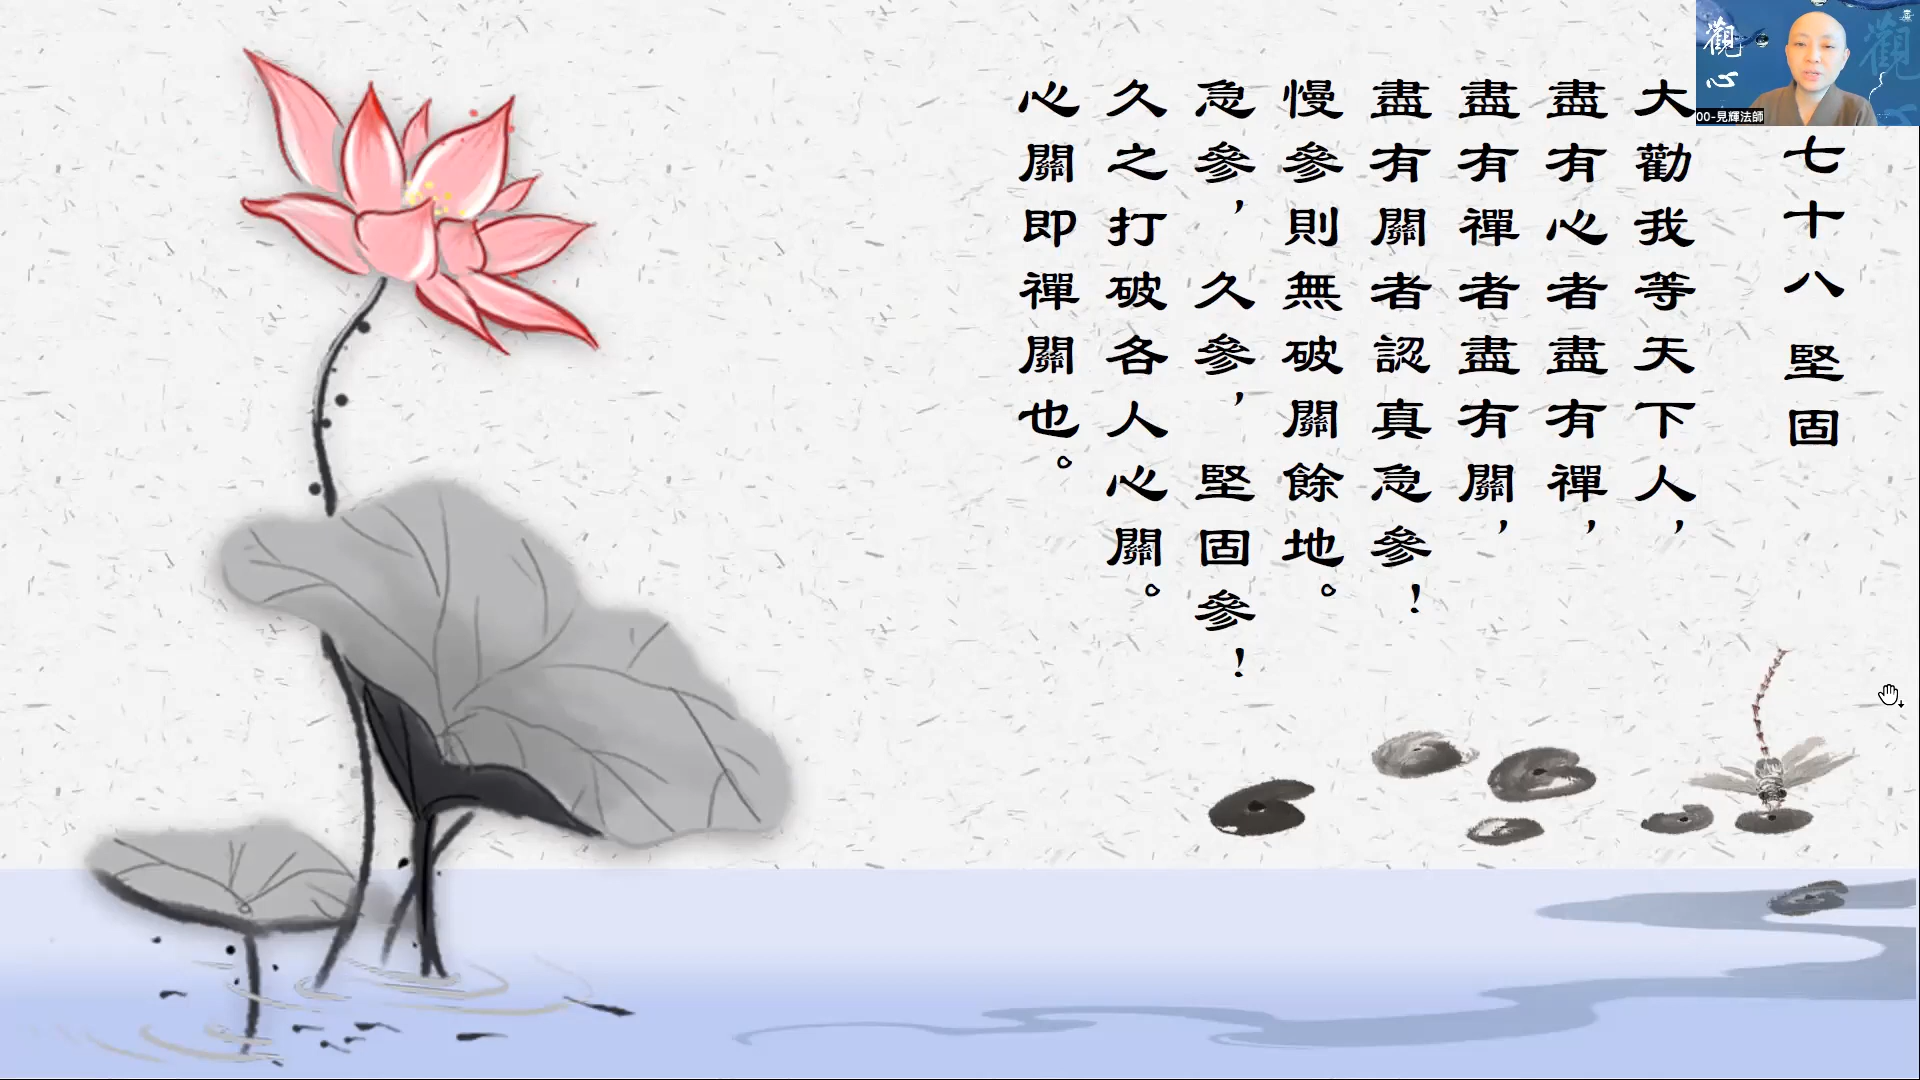 七十八 堅固
大勸我等天下人，
盡有心者盡有禪，
盡有禪者盡有關，
盡有關者認真急參！
慢參則無破關餘地。
急參，久參，堅固參！
久之打破各人心關。
心關即禪關也。
觀心
觀
00-見輝法師